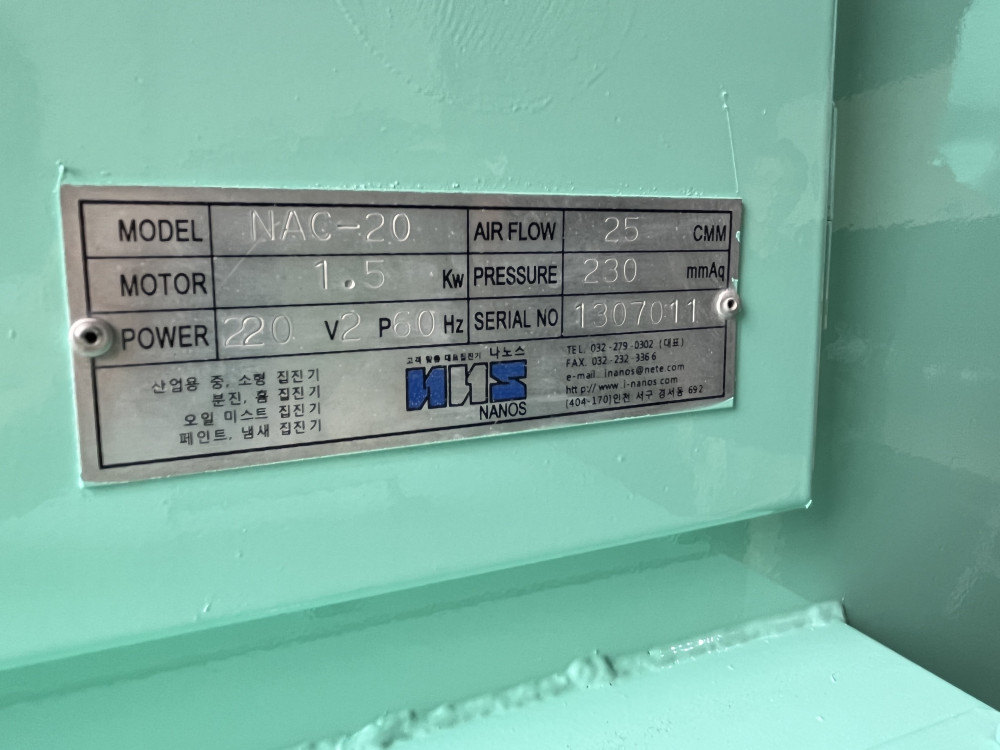 MODEL NAC-20 AIR FLOW 25 CMM
MOTOR 1.5 Kw PRESSURE 230 mmAq
POWER 220 V 2 P 60 Hz SERIAL NO 1307011
산업용 중, 소형 집진기
분진, 흄 집진기
오일 미스트 집진기
페인트, 냄새 집진기
고객 맞춤 대표집진기 나노스
NNS
NANOS
TEL. 032-279-0302 (대표)
FAX. 032-232-3366
e-mail. inanos@nete.com
http://www.i-nanos.com
(404-170)인천 서구 경서동 692